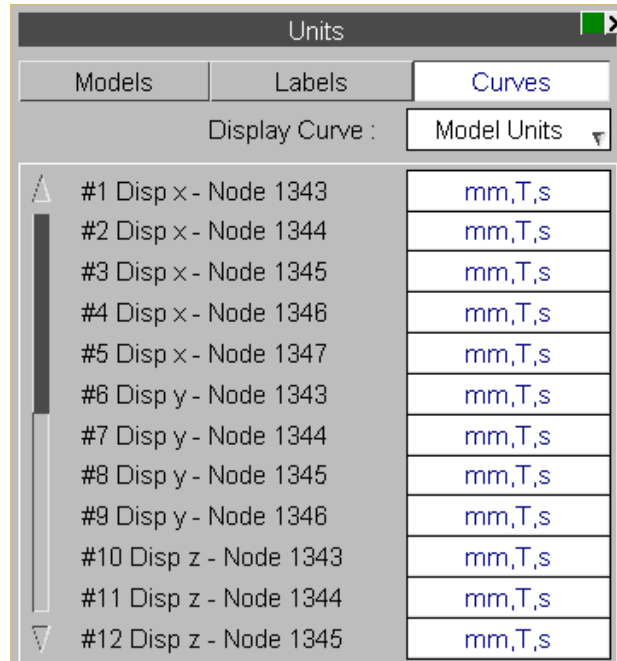 Units
Models Labels Curves
Display Curve : Model Units
#1 Disp x - Node 1343 mm,T,s
#2 Disp x - Node 1344 mm,T,s
#3 Disp x - Node 1345 mm,T,s
#4 Disp x - Node 1346 mm,T,s
#5 Disp x - Node 1347 mm,T,s
#6 Disp y - Node 1343 mm,T,s
#7 Disp y - Node 1344 mm,T,s
#8 Disp y - Node 1345 mm,T,s
#9 Disp y - Node 1346 mm,T,s
#10 Disp z - Node 1343 mm,T,s
#11 Disp z - Node 1344 mm,T,s
#12 Disp z - Node 1345 mm,T,s